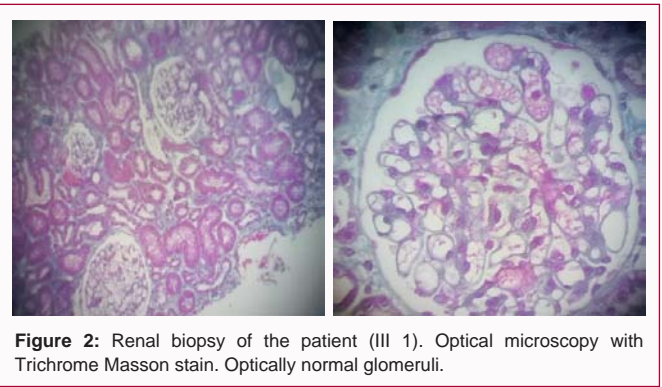 Figure 2: Renal biopsy of the patient (III 1). Optical microscopy with
Trichrome Masson stain. Optically normal glomeruli.